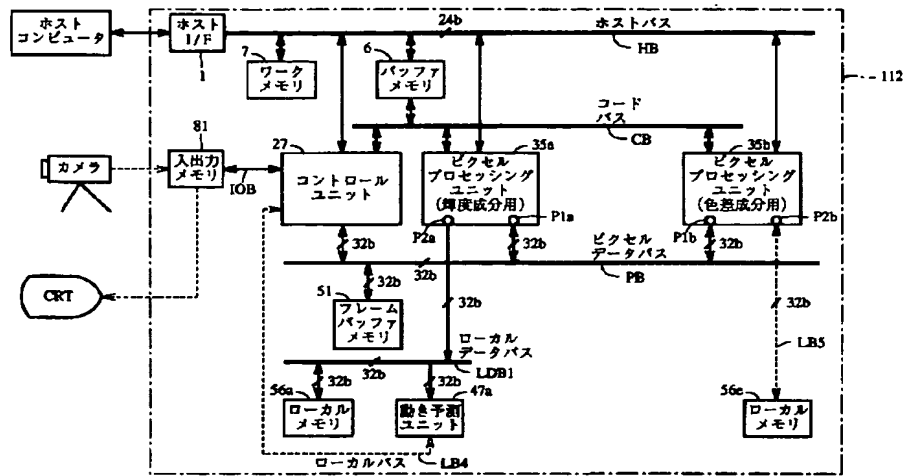 ホスト
コンピュータ
ホスト
I/F
1
24b
ホストバス
HB
7
ワーク
メモリ
6
バッファ
メモリ
112
コード
バス
CB
カメラ
81
入出力
メモリ
IOB
27
コントロール
ユニット
35a
ピクセル
プロセッシング
ユニット
(輝度成分用)
P2a
P1a
35b
ピクセル
プロセッシング
ユニット
(色差成分用)
P1b
P2b
32b
32b
32b
32b
ピクセル
データバス
PB
CRT
51
32b
フレーム
バッファ
メモリ
32b
32b
LB5
ローカル
データバス
LDB1
32b
32b
32b
56a
ローカル
メモリ
47a
動き予測
ユニット
56e
ローカル
メモリ
ローカルバス
LB4